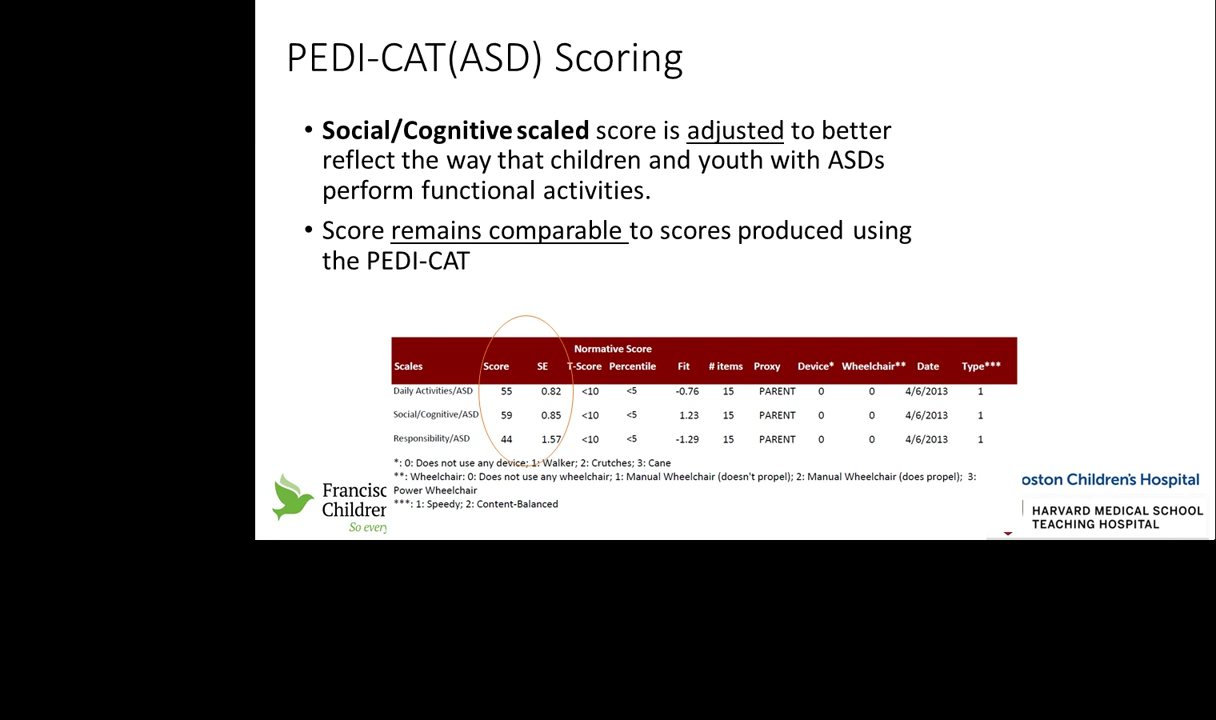 PEDI-CAT(ASD) Scoring
• Social/Cognitive scaled score is adjusted to better
reflect the way that children and youth with ASDs
perform functional activities.
• Score remains comparable to scores produced using
the PEDI-CAT
Normative Score
Scales Score SE T-Score Percentile Fit # items Proxy Device* Wheelchair** Date Type***
Daily Activities/ASD 55 0.82 <10 <5 -0.76 15 PARENT 0 0 4/6/2013 1
Social/Cognitive/ASD 59 0.85 <10 <5 1.23 15 PARENT 0 0 4/6/2013 1
Responsibility/ASD 44 1.57 <10 <5 -1.29 15 PARENT 0 0 4/6/2013 1
*: 0: Does not use any device; 1: Walker; 2: Crutches; 3: Cane
**: Wheelchair: 0: Does not use any wheelchair; 1: Manual Wheelchair (doesn't propel); 2: Manual Wheelchair (does propel); 3:
Power Wheelchair
***: 1: Speedy; 2: Content-Balanced
Francisc
Childrer
So every
oston Children's Hospital
HARVARD MEDICAL SCHOOL
TEACHING HOSPITAL